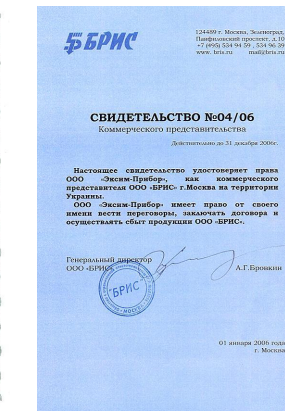 БРИС
124489 г. Москва, Зеленоград,
Панфиловский проспект, д.10
+7 (495) 534 94 59 , 534 96 39
www. bris.ru mail@bris.ru
СВИДЕТЕЛЬСТВО №04/06
Коммерческого представительства
Действительно до 31 декабря 2006г.
Настоящее свидетельство удостоверяет права
ООО «Эксим-Прибор», как коммерческого
представителя ООО «БРИС» г.Москва на территории
Украины.
ООО «Эксим-Прибор» имеет право от своего
имени вести переговоры, заключать договора и
осуществлять сбыт продукции ООО «БРИС».
Генеральный директор
ООО «БРИС» А.Г.Бровкин
"БРИС"
01 января 2006 года
г. Москва